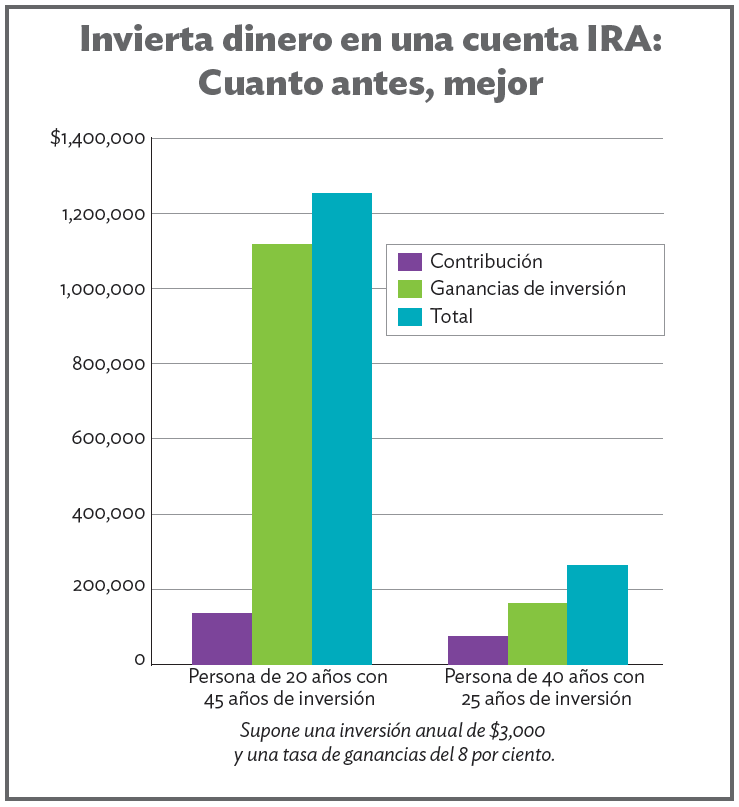 Invierta dinero en una cuenta IRA:
Cuanto antes, mejor
$1,400,000
1,200,000
1,000,000
800,000
600,000
400,000
200,000
0
Contribución
Ganancias de inversión
Total
Persona de 20 años con
45 años de inversión
Persona de 40 años con
25 años de inversión
Supone una inversión anual de $3,000
y una tasa de ganancias del 8 por ciento.